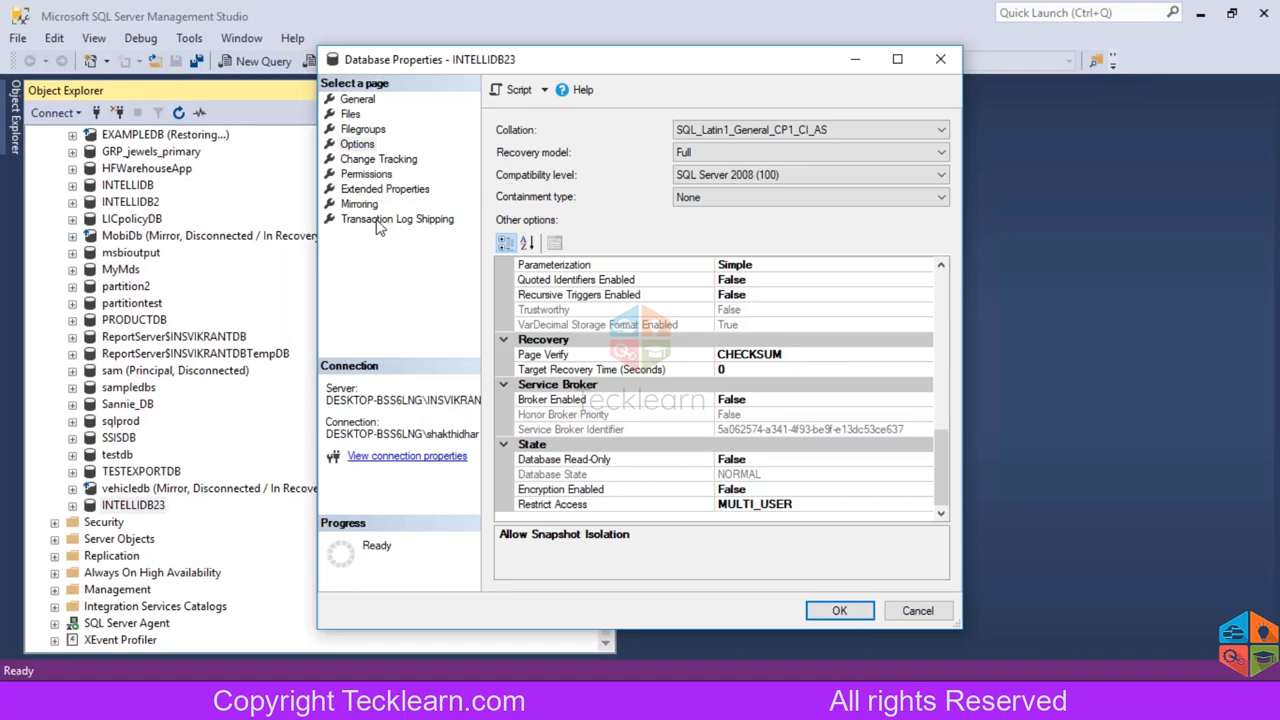 Microsoft SQL Server Management Studio
Quick Launch (Ctrl+Q)
File Edit View Debug Tools Window Help
New Query
Object Explorer
Object Explorer
Connect
EXAMPLEDB (Restoring...)
GRP_jewels_primary
HFWarehouseApp
INTELLIDB
INTELLIDB2
LICpolicyDB
MobiDb (Mirror, Disconnected / In Recovery
msbioutput
MyMds
partition2
partitiontest
PRODUCTDB
ReportServer$INSVIKRANTDB
ReportServer$INSVIKRANTDBTempDB
sam (Principal, Disconnected)
sampledbs
Sannie_DB
sqlprod
SSISDB
testdb
TESTEXPORTDB
vehicledb (Mirror, Disconnected / In Recove
INTELLIDB23
Security
Server Objects
Replication
Always On High Availability
Management
Integration Services Catalogs
SQL Server Agent
XEvent Profiler
Database Properties - INTELLIDB23
Select a page
General
Files
Filegroups
Options
Change Tracking
Permissions
Extended Properties
Mirroring
Transaction Log Shipping
Connection
Server:
DESKTOP-BSS6LNG\INSVIKRAN
Connection:
DESKTOP-BSS6LNG\shakthidhar
View connection properties
Progress
Ready
Script Help
Collation: SQL_Latin1_General_CP1_CI_AS
Recovery model: Full
Compatibility level: SQL Server 2008 (100)
Containment type: None
Other options:
Parameterization Simple
Quoted Identifiers Enabled False
Recursive Triggers Enabled False
Trustworthy False
VarDecimal Storage Format Enabled True
Recovery
Page Verify CHECKSUM
Target Recovery Time (Seconds) 0
Service Broker
Broker Enabled False
Honor Broker Priority False
Service Broker Identifier 5a062574-a341-4f93-be9f-e13dc53ce637
State
Database Read-Only False
Database State NORMAL
Encryption Enabled False
Restrict Access MULTI_USER
Allow Snapshot Isolation
OK Cancel
Tecklearn
Ready
Copyright Tecklearn.com All rights Reserved